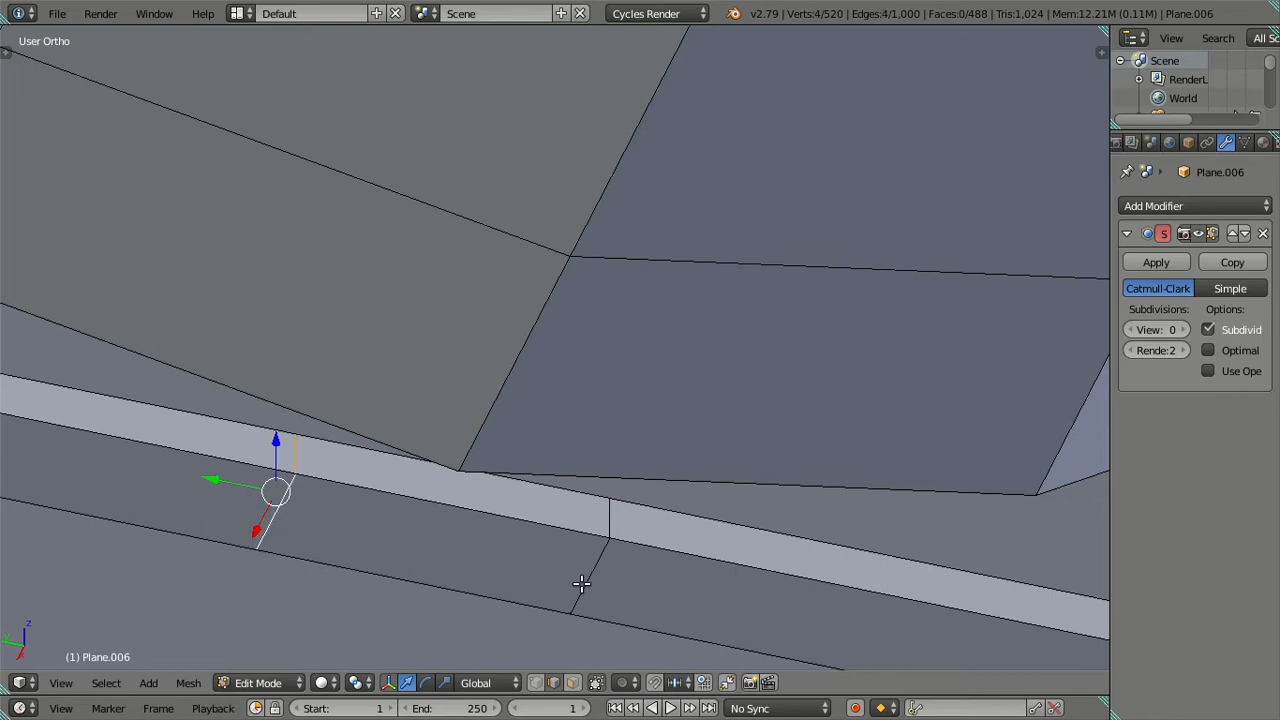 File Render Window Help Default Scene Cycles Render v2.79 | Verts:4/520 | Edges:4/1,000 | Faces:0/488 | Tris:1,024 | Mem:12.21M (0.11M) | Plane.006
User Ortho
View Search All Sc
Scene
RenderL
World
Plane.006
Add Modifier
S
Apply Copy
Catmull-Clark Simple
Subdivisions: Options:
View: 0 Subdivid
Rende:2 Optimal
Use Ope
z
y
x
(1) Plane.006
View Select Add Mesh Edit Mode Global
View Marker Frame Playback Start: 1 End: 250 1 No Sync